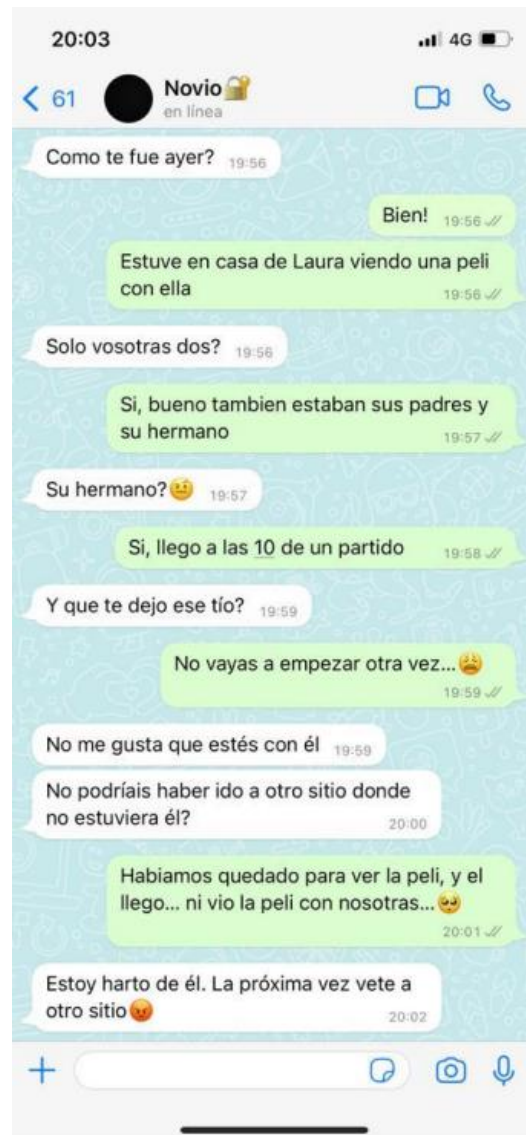 20:03 4G
61 Novio
en línea
Como te fue ayer? 19:56
Bien! 19:56
Estuve en casa de Laura viendo una peli
con ella 19:56
Solo vosotras dos? 19:56
Si, bueno tambien estaban sus padres y
su hermano 19:57
Su hermano?🤨 19:57
Si, llego a las 10 de un partido 19:58
Y que te dejo ese tío? 19:59
No vayas a empezar otra vez...😩
19:59
No me gusta que estés con él 19:59
No podríais haber ido a otro sitio donde
no estuviera él? 20:00
Habiamos quedado para ver la peli, y el
llego... ni vio la peli con nosotras...🥺
20:01
Estoy harto de él. La próxima vez vete a
otro sitio😡 20:02